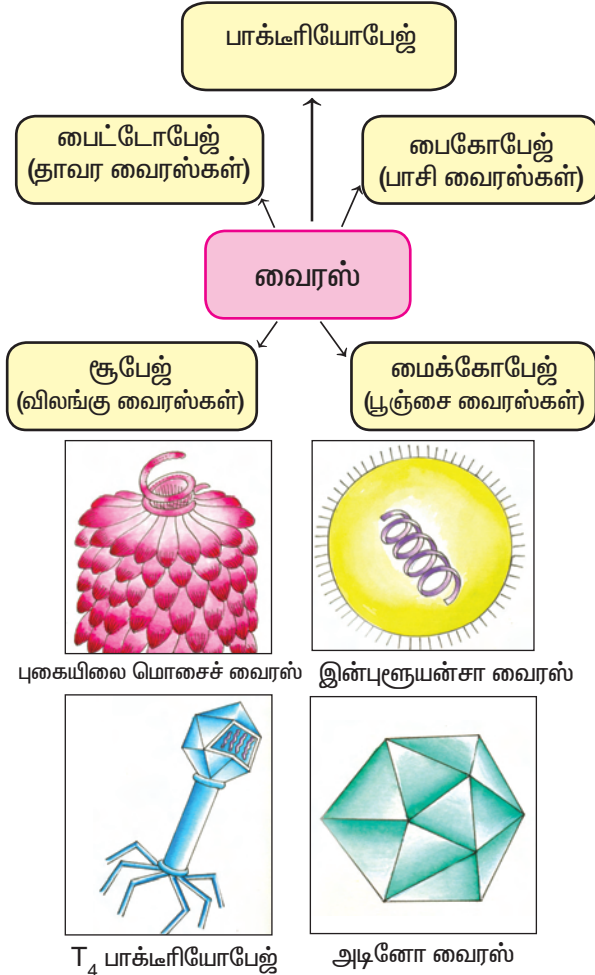 பாக்டீரியோபேஜ்
பைட்டோபேஜ்
(தாவர வைரஸ்கள்)
பைகோபேஜ்
(பாசி வைரஸ்கள்)
வைரஸ்
சூபேஜ்
(விலங்கு வைரஸ்கள்)
மைக்கோபேஜ்
(பூஞ்சை வைரஸ்கள்)
புகையிலை மொசைச் வைரஸ்
இன்புளூயன்சா வைரஸ்
T₄ பாக்டீரியோபேஜ்
அடினோ வைரஸ்